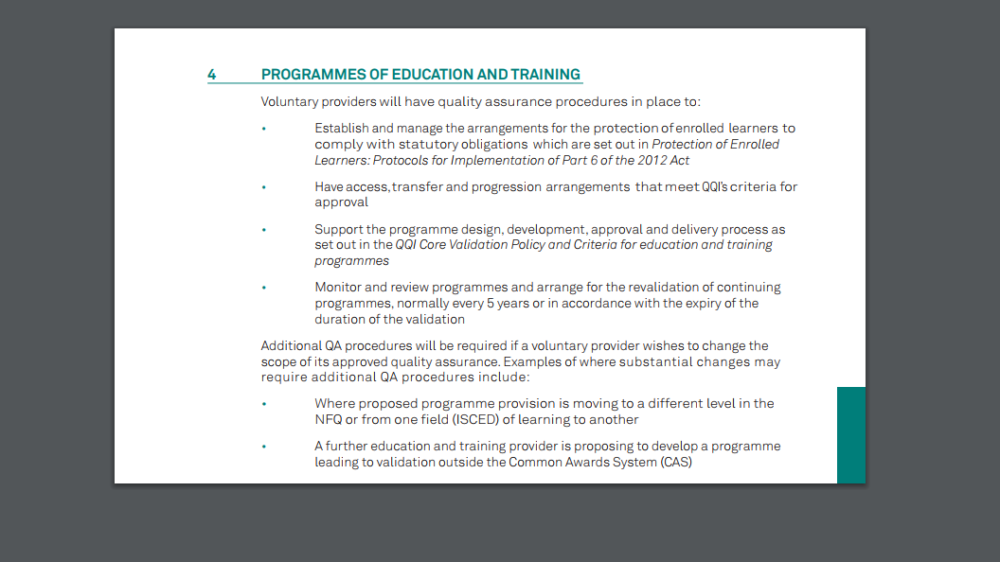 4 PROGRAMMES OF EDUCATION AND TRAINING
Voluntary providers will have quality assurance procedures in place to:
• Establish and manage the arrangements for the protection of enrolled learners to
comply with statutory obligations which are set out in Protection of Enrolled
Learners: Protocols for Implementation of Part 6 of the 2012 Act
• Have access, transfer and progression arrangements that meet QQI's criteria for
approval
• Support the programme design, development, approval and delivery process as
set out in the QQI Core Validation Policy and Criteria for education and training
programmes
• Monitor and review programmes and arrange for the revalidation of continuing
programmes, normally every 5 years or in accordance with the expiry of the
duration of the validation
Additional QA procedures will be required if a voluntary provider wishes to change the
scope of its approved quality assurance. Examples of where substantial changes may
require additional QA procedures include:
• Where proposed programme provision is moving to a different level in the
NFQ or from one field (ISCED) of learning to another
• A further education and training provider is proposing to develop a programme
leading to validation outside the Common Awards System (CAS)